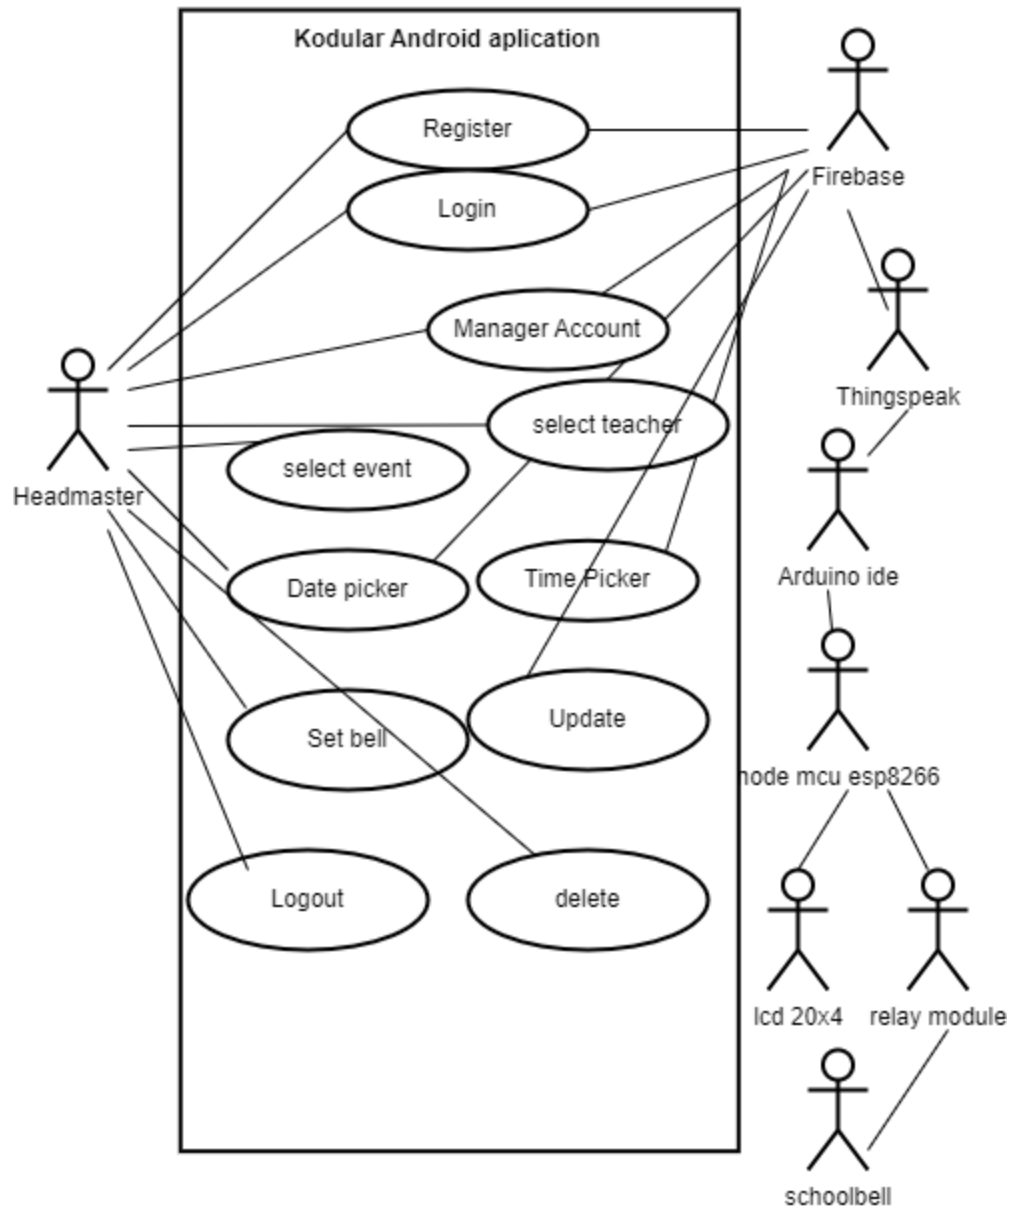 Kodular Android aplication
Register
Firebase
Login
Manager Account
Thingspeak
select teacher
select event
Headmaster
Arduino ide
Date picker
Time Picker
Update
Set bell
node mcu esp8266
Logout
delete
lcd 20x4
relay module
schoolbell